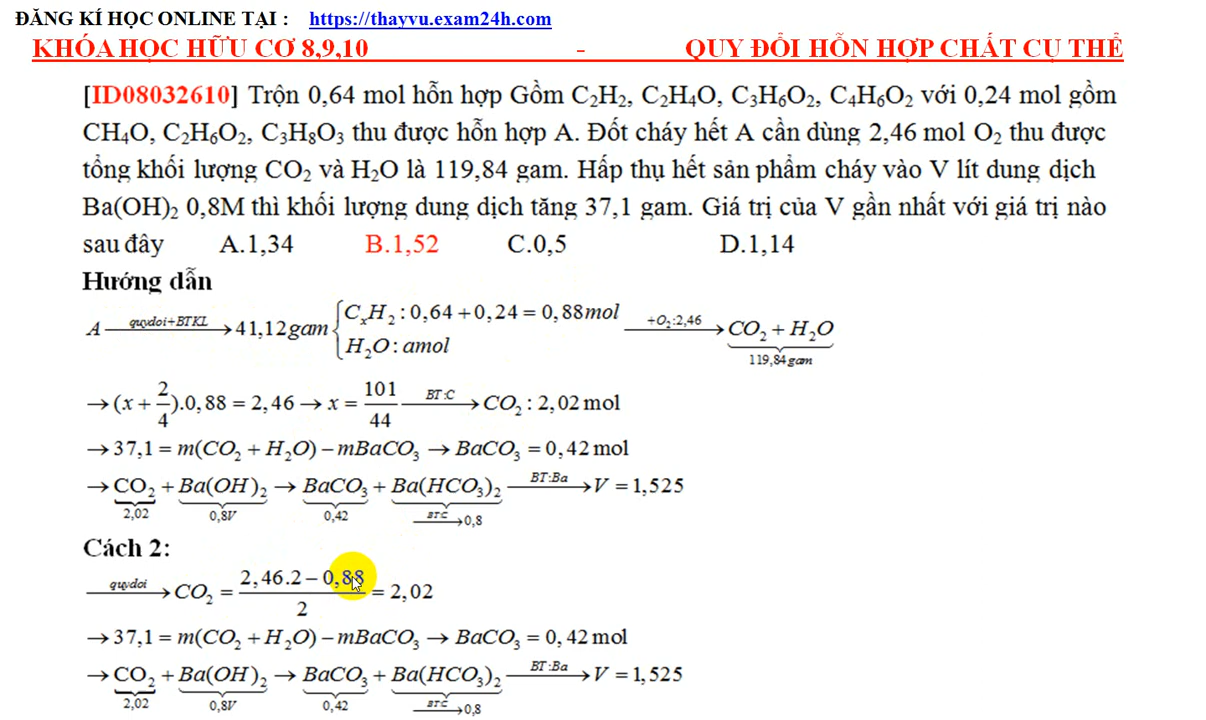 ĐĂNG KÍ HỌC ONLINE TẠI : https://thayvu.exam24h.com
KHÓA HỌC HỮU CƠ 8,9,10 - QUY ĐỔI HỖN HỢP CHẤT CỤ THỂ
[ID08032610] Trộn 0,64 mol hỗn hợp Gồm C₂H₂, C₂H₄O, C₃H₆O₂, C₄H₆O₂ với 0,24 mol gồm
CH₄O, C₂H₆O₂, C₃H₈O₃ thu được hỗn hợp A. Đốt cháy hết A cần dùng 2,46 mol O₂ thu được
tổng khối lượng CO₂ và H₂O là 119,84 gam. Hấp thụ hết sản phẩm cháy vào V lít dung dịch
Ba(OH)₂ 0,8M thì khối lượng dung dịch tăng 37,1 gam. Giá trị của V gần nhất với giá trị nào
sau đây A.1,34 B.1,52 C.0,5 D.1,14
Hướng dẫn
A quydoi+BTKL → 41,12gam { CₓH₂ : 0,64 + 0,24 = 0,88mol +O₂:2,46 → CO₂ + H₂O
H₂O : amol 119,84gam
→ (x + 2/4).0,88 = 2,46 → x = 101/44 BT:C → CO₂ : 2,02 mol
→ 37,1 = m(CO₂ + H₂O) − mBaCO₃ → BaCO₃ = 0,42 mol
→ CO₂ + Ba(OH)₂ → BaCO₃ + Ba(HCO₃)₂ BT:Ba → V = 1,525
2,02 0,8V 0,42 BT:C → 0,8
Cách 2:
quydoi → CO₂ = (2,46.2 − 0,88)/2 = 2,02
→ 37,1 = m(CO₂ + H₂O) − mBaCO₃ → BaCO₃ = 0,42 mol
→ CO₂ + Ba(OH)₂ → BaCO₃ + Ba(HCO₃)₂ BT:Ba → V = 1,525
2,02 0,8V 0,42 BT:C → 0,8